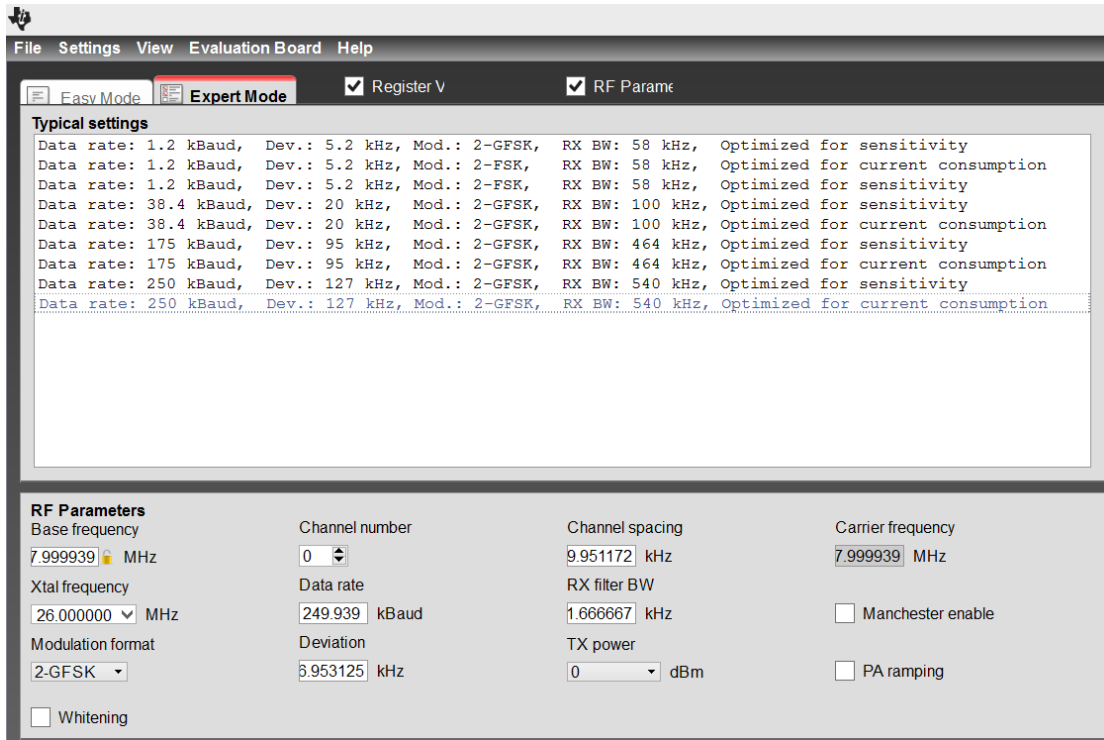 File Settings View Evaluation Board Help
Easy Mode Expert Mode Register V RF Parame
Typical settings
Data rate: 1.2 kBaud, Dev.: 5.2 kHz, Mod.: 2-GFSK, RX BW: 58 kHz, Optimized for sensitivity
Data rate: 1.2 kBaud, Dev.: 5.2 kHz, Mod.: 2-FSK, RX BW: 58 kHz, Optimized for current consumption
Data rate: 1.2 kBaud, Dev.: 5.2 kHz, Mod.: 2-FSK, RX BW: 58 kHz, Optimized for sensitivity
Data rate: 38.4 kBaud, Dev.: 20 kHz, Mod.: 2-GFSK, RX BW: 100 kHz, Optimized for sensitivity
Data rate: 38.4 kBaud, Dev.: 20 kHz, Mod.: 2-GFSK, RX BW: 100 kHz, Optimized for current consumption
Data rate: 175 kBaud, Dev.: 95 kHz, Mod.: 2-GFSK, RX BW: 464 kHz, Optimized for sensitivity
Data rate: 175 kBaud, Dev.: 95 kHz, Mod.: 2-GFSK, RX BW: 464 kHz, Optimized for current consumption
Data rate: 250 kBaud, Dev.: 127 kHz, Mod.: 2-GFSK, RX BW: 540 kHz, Optimized for sensitivity
Data rate: 250 kBaud, Dev.: 127 kHz, Mod.: 2-GFSK, RX BW: 540 kHz, Optimized for current consumption
RF Parameters
Base frequency Channel number Channel spacing Carrier frequency
7.999939 MHz 0 9.951172 kHz 7.999939 MHz
Xtal frequency Data rate RX filter BW
26.000000 MHz 249.939 kBaud 1.666667 kHz Manchester enable
Modulation format Deviation TX power
2-GFSK 6.953125 kHz 0 dBm PA ramping
Whitening